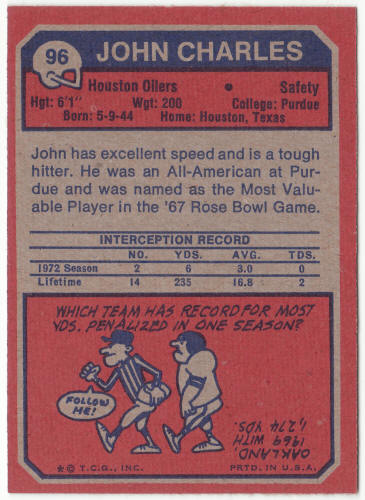 96
JOHN CHARLES
Houston Oilers • Safety
Hgt: 6'1" Wgt: 200 College: Purdue
Born: 5-9-44 Home: Houston, Texas
John has excellent speed and is a tough
hitter. He was an All-American at Pur-
due and was named as the Most Valu-
able Player in the '67 Rose Bowl Game.
INTERCEPTION RECORD
NO. YDS. AVG. TDS.
1972 Season 2 6 3.0 0
Lifetime 14 235 16.8 2
WHICH TEAM HAS RECORD FOR MOST
YDS. PENALIZED IN ONE SEASON?
FOLLOW
ME!
OAKLAND,
1969 WITH
1,274 YDS.
*© T.C.G., INC. PRTD. IN U.S.A.